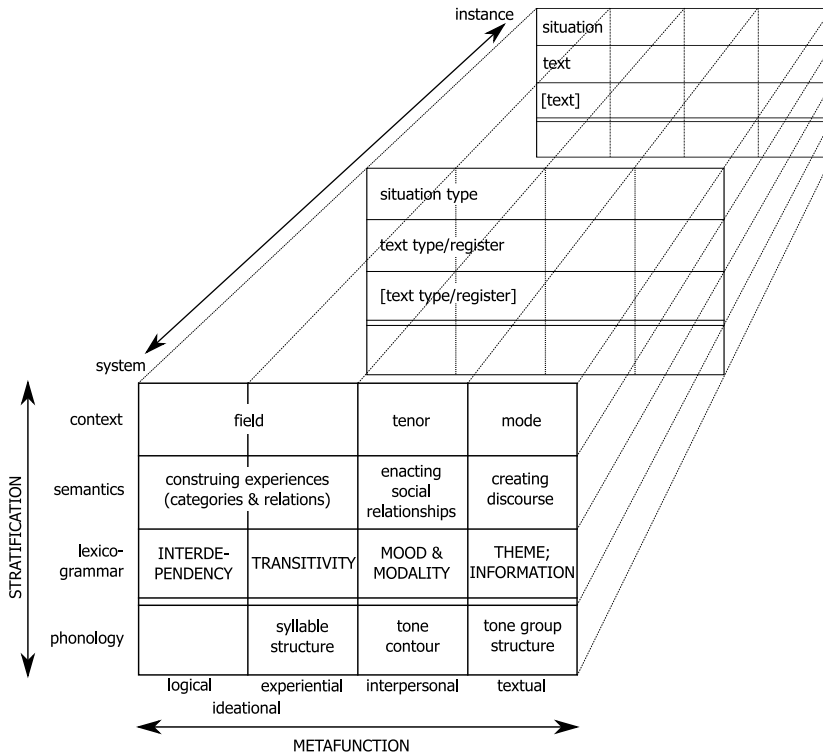 instance
situation
text
[text]
situation type
text type/register
[text type/register]
system
context
field
tenor
mode
semantics
construing experiences
(categories & relations)
enacting
social
relationships
creating
discourse
lexico-
grammar
INTERDE-
PENDENCY
TRANSITIVITY
MOOD &
MODALITY
THEME;
INFORMATION
phonology
syllable
structure
tone
contour
tone group
structure
STRATIFICATION
logical
experiential
interpersonal
textual
ideational
METAFUNCTION